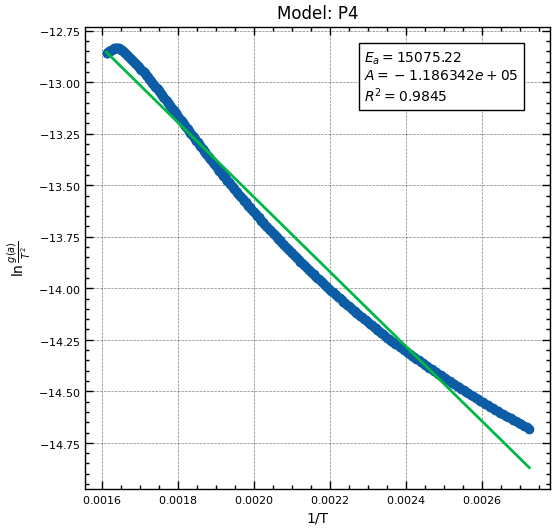 Model: P4
E_a = 15075.22
A = −1.186342e + 05
R² = 0.9845
ln g(a)/T²
−12.75
−13.00
−13.25
−13.50
−13.75
−14.00
−14.25
−14.50
−14.75
0.0016 0.0018 0.0020 0.0022 0.0024 0.0026
1/T